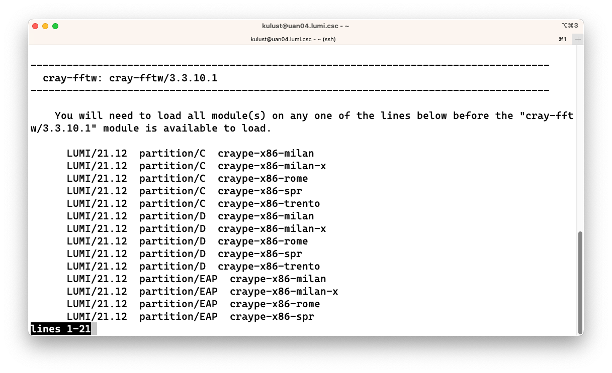 kulust@uan04.lumi.csc - ~
⌥⌘3
kulust@uan04.lumi.csc - ~ (ssh)
⌘1
--------------------------------------------------------------------------------------
  cray-fftw: cray-fftw/3.3.10.1
--------------------------------------------------------------------------------------
    You will need to load all module(s) on any one of the lines below before the "cray-fft
w/3.3.10.1" module is available to load.
      LUMI/21.12  partition/C  craype-x86-milan
      LUMI/21.12  partition/C  craype-x86-milan-x
      LUMI/21.12  partition/C  craype-x86-rome
      LUMI/21.12  partition/C  craype-x86-spr
      LUMI/21.12  partition/C  craype-x86-trento
      LUMI/21.12  partition/D  craype-x86-milan
      LUMI/21.12  partition/D  craype-x86-milan-x
      LUMI/21.12  partition/D  craype-x86-rome
      LUMI/21.12  partition/D  craype-x86-spr
      LUMI/21.12  partition/D  craype-x86-trento
      LUMI/21.12  partition/EAP  craype-x86-milan
      LUMI/21.12  partition/EAP  craype-x86-milan-x
      LUMI/21.12  partition/EAP  craype-x86-rome
      LUMI/21.12  partition/EAP  craype-x86-spr
lines 1-21